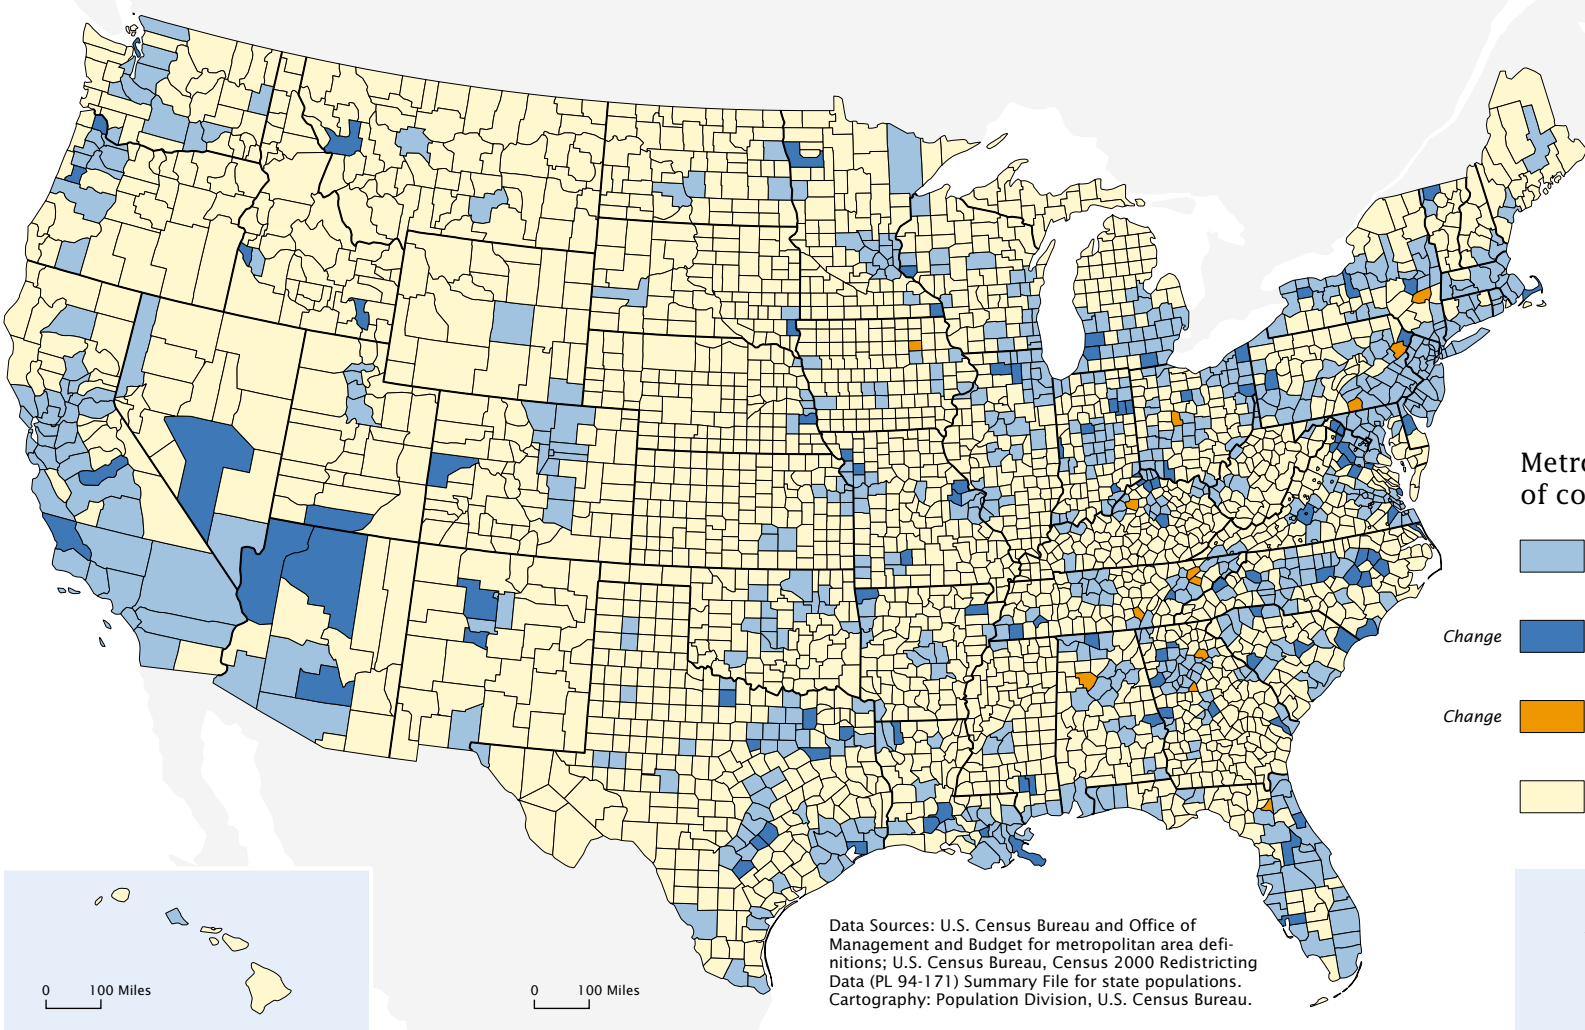 Metro
of co
Change
Change
Data Sources: U.S. Census Bureau and Office of
Management and Budget for metropolitan area defi-
nitions; U.S. Census Bureau, Census 2000 Redistricting
Data (PL 94-171) Summary File for state populations.
Cartography: Population Division, U.S. Census Bureau.
0 100 Miles
0 100 Miles